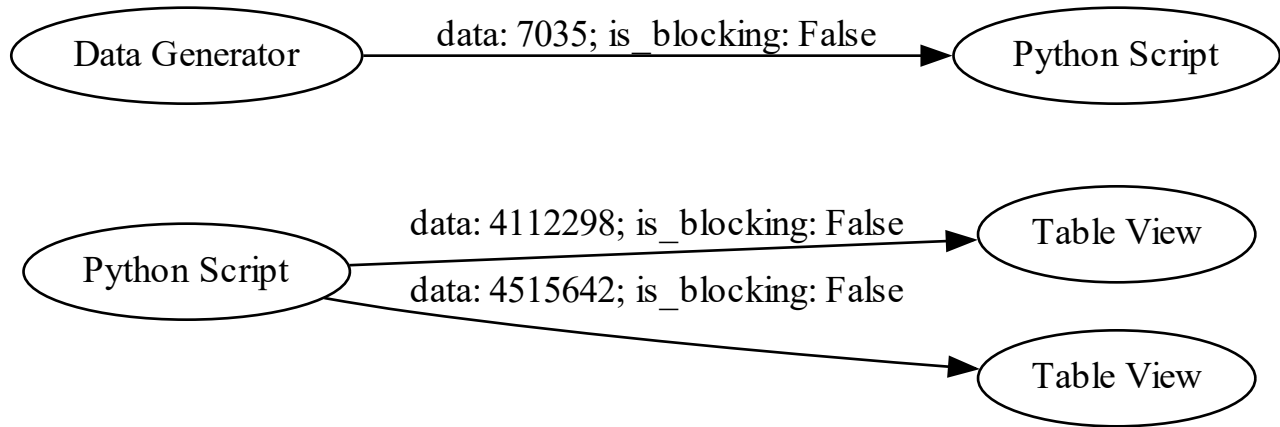 Data Generator
data: 7035; is_blocking: False
Python Script
Python Script
data: 4112298; is_blocking: False
Table View
data: 4515642; is_blocking: False
Table View